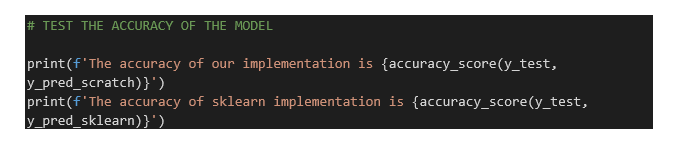 # TEST THE ACCURACY OF THE MODEL
print(f'The accuracy of our implementation is {accuracy_score(y_test,
y_pred_scratch)}')
print(f'The accuracy of sklearn implementation is {accuracy_score(y_test,
y_pred_sklearn)}')